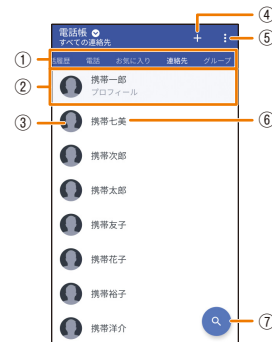 ④
電話帳
すべての連絡先
⑤
①
話履歴 電話 お気に入り 連絡先 グループ
②
携帯一郎
プロフィール
③
携帯七美
⑥
携帯次郎
携帯太郎
携帯友子
携帯花子
携帯裕子
⑦
携帯洋介